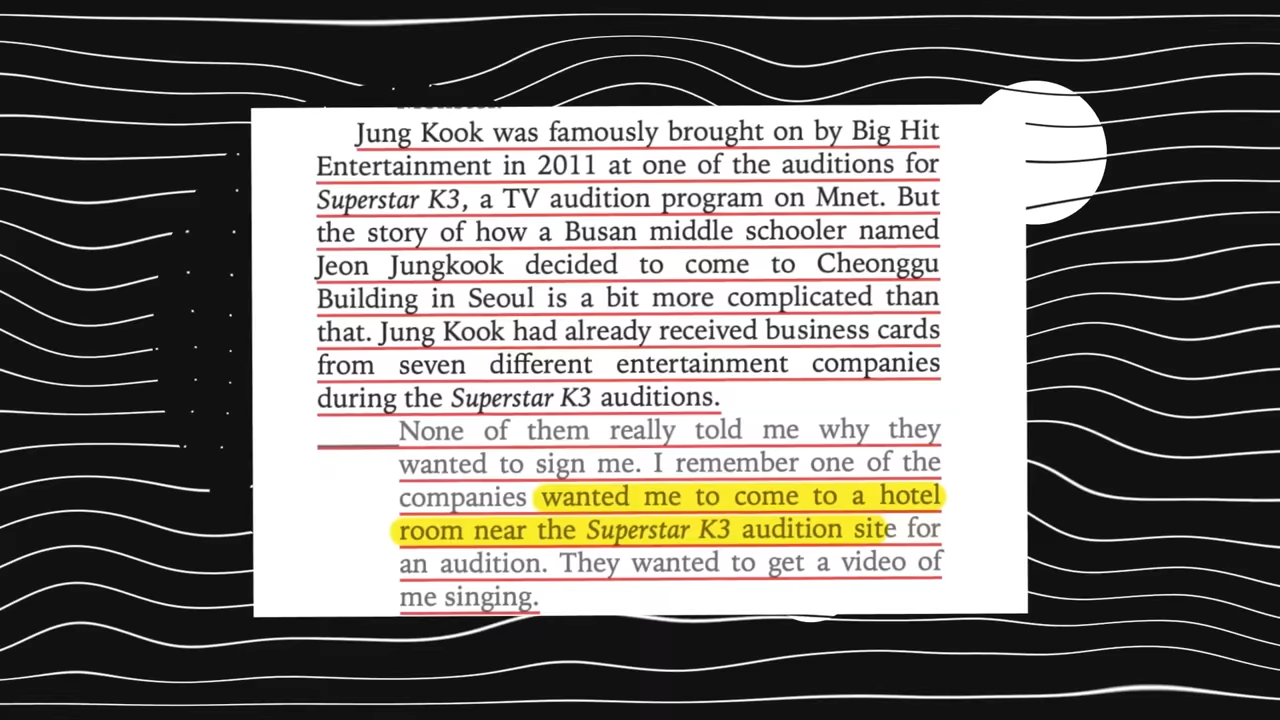 Jung Kook was famously brought on by Big Hit
Entertainment in 2011 at one of the auditions for
Superstar K3, a TV audition program on Mnet. But
the story of how a Busan middle schooler named
Jeon Jungkook decided to come to Cheonggu
Building in Seoul is a bit more complicated than
that. Jung Kook had already received business cards
from seven different entertainment companies
during the Superstar K3 auditions.
None of them really told me why they
wanted to sign me. I remember one of the
companies wanted me to come to a hotel
room near the Superstar K3 audition site for
an audition. They wanted to get a video of
me singing.